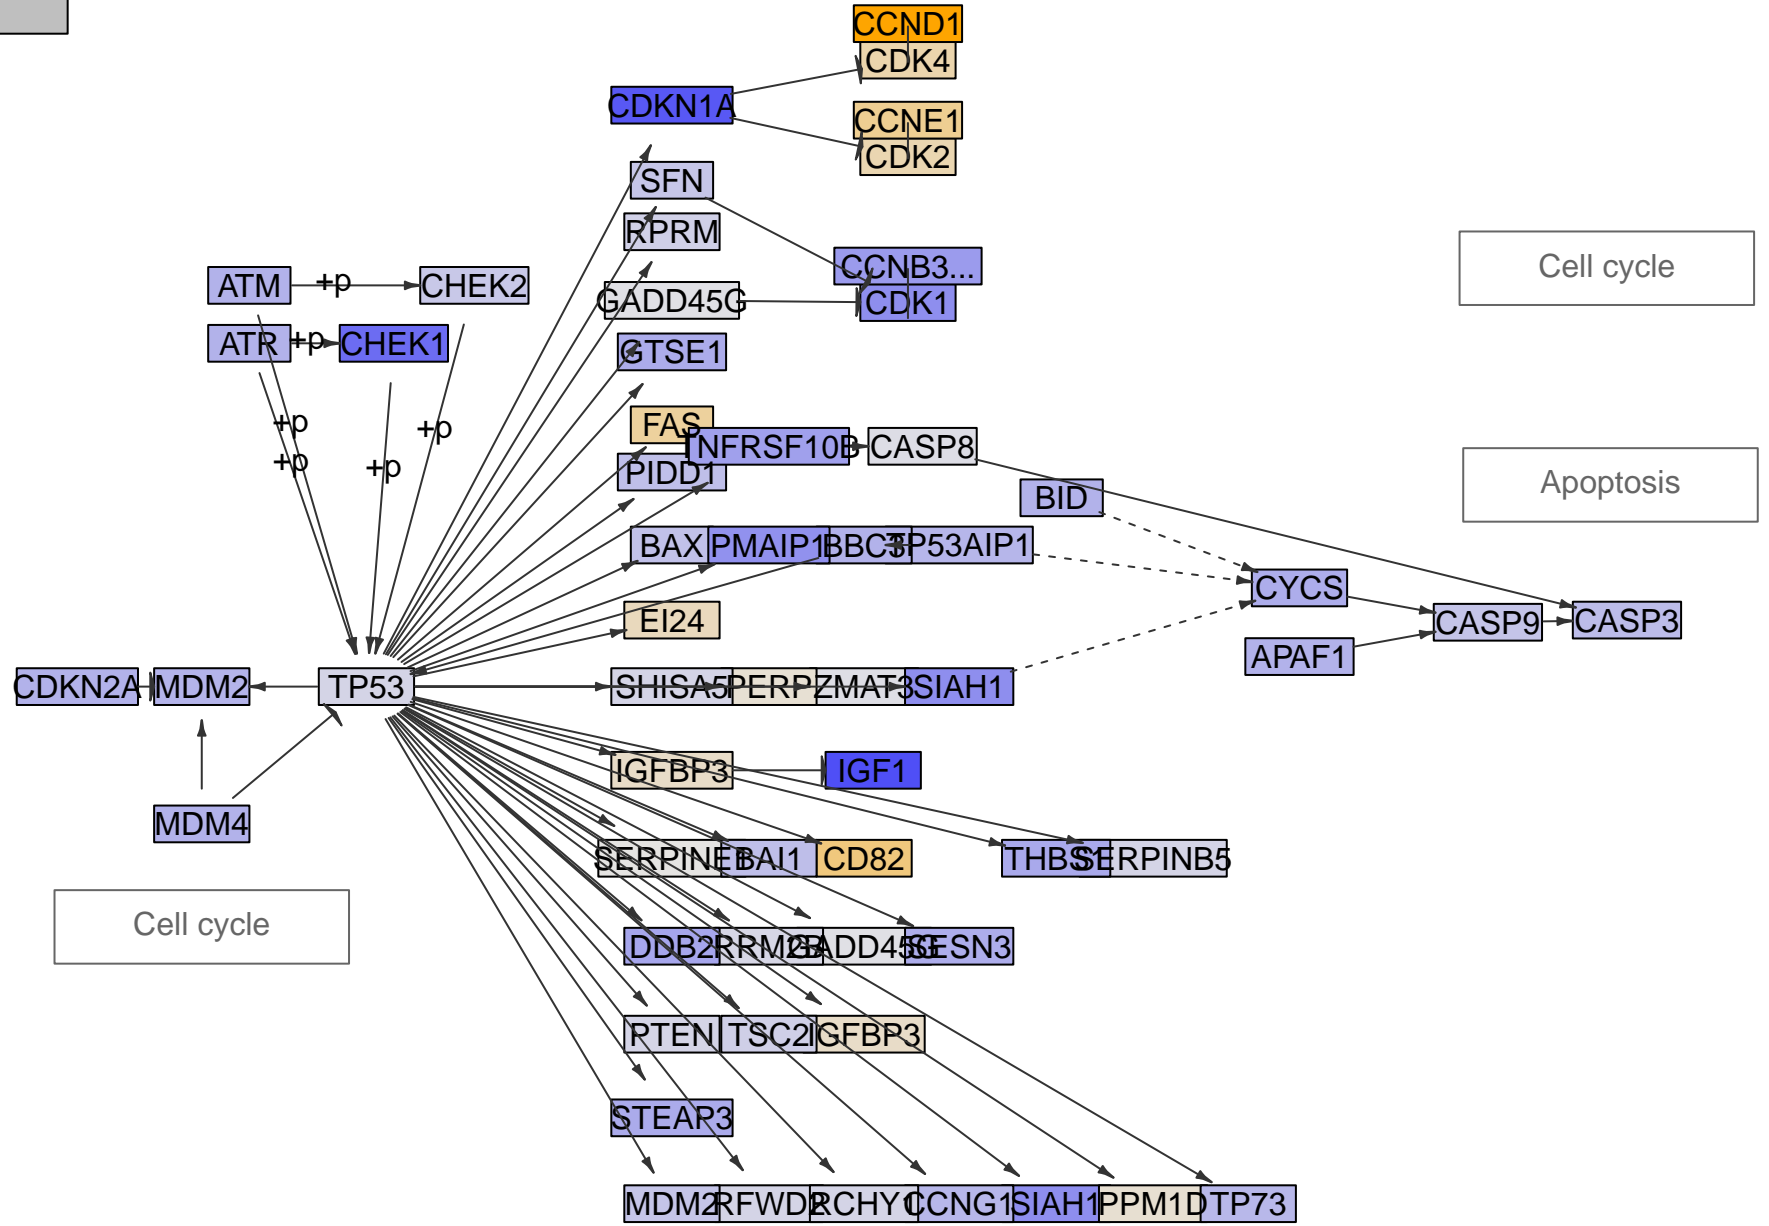 CCND1
CDK4
CDKN1A
CCNE1
CDK2
SFN
RPRM
CCNB3...
Cell cycle
ATM
+p
CHEK2
GADD45G
CDK1
ATR
+p
CHEK1
GTSE1
FAS
+p
+p
TNFRSF10B
CASP8
+p
+p
PIDD1
BID
Apoptosis
BAX
PMAIP1
BBC3
TP53AIP1
CYCS
EI24
CASP9
CASP3
APAF1
CDKN2A
MDM2
TP53
SHISA5
PERP
ZMAT3
SIAH1
IGFBP3
IGF1
MDM4
SERPINE1
BAI1
CD82
THBS1
SERPINB5
Cell cycle
DDB2
RRM2B
GADD45G
SESN3
PTEN
TSC2
IGFBP3
STEAP3
MDM2
RFWD2
RCHY1
CCNG1
SIAH1
PPM1D
TP73